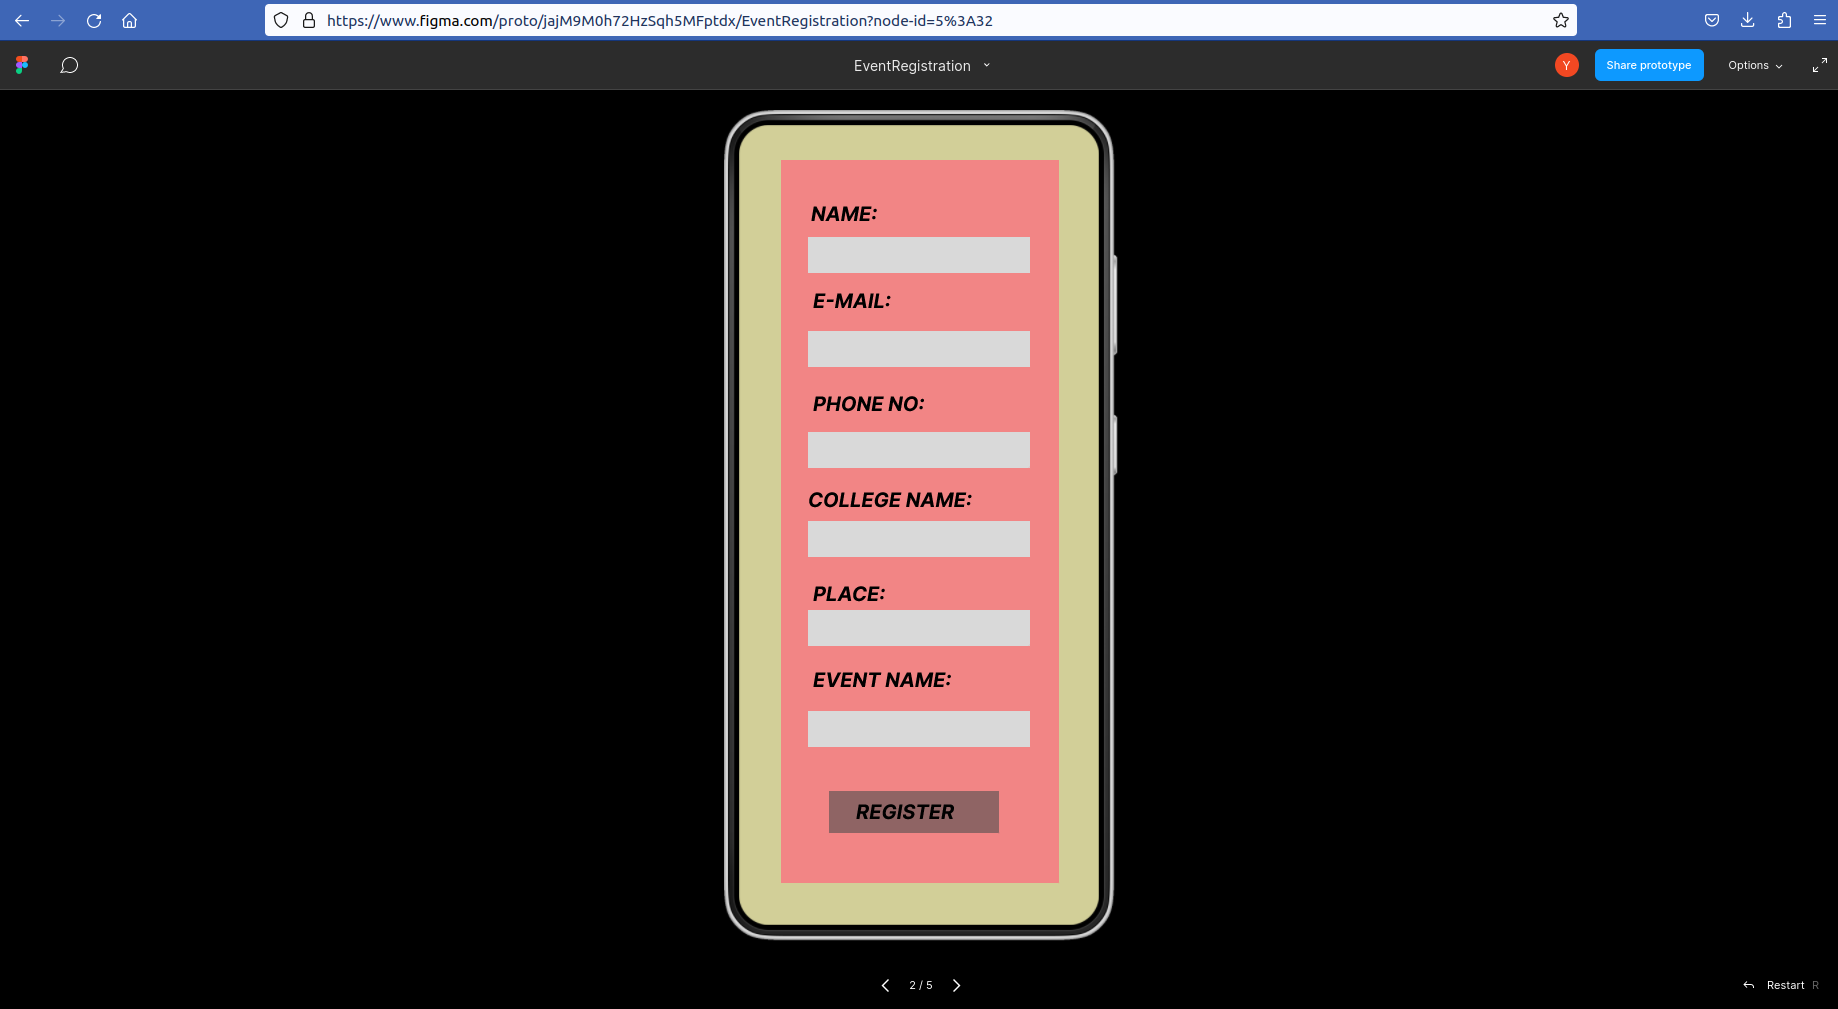 https://www.figma.com/proto/jajM9M0h72HzSqh5MFptdx/EventRegistration?node-id=5%3A32
EventRegistration
Y
Share prototype
Options
NAME:
E-MAIL:
PHONE NO:
COLLEGE NAME:
PLACE:
EVENT NAME:
REGISTER
2 / 5
Restart R